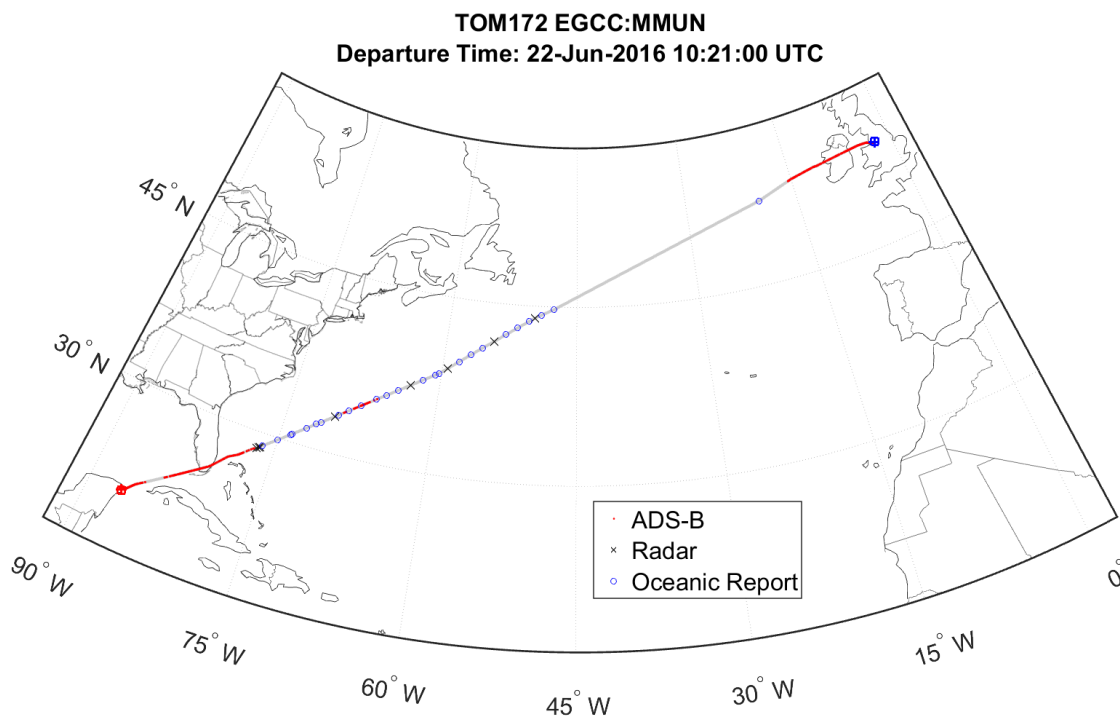 TOM172 EGCC:MMUN
Departure Time: 22-Jun-2016 10:21:00 UTC
45° N
30° N
ADS-B
Radar
Oceanic Report
90° W
75° W
60° W
45° W
30° W
15° W
0°